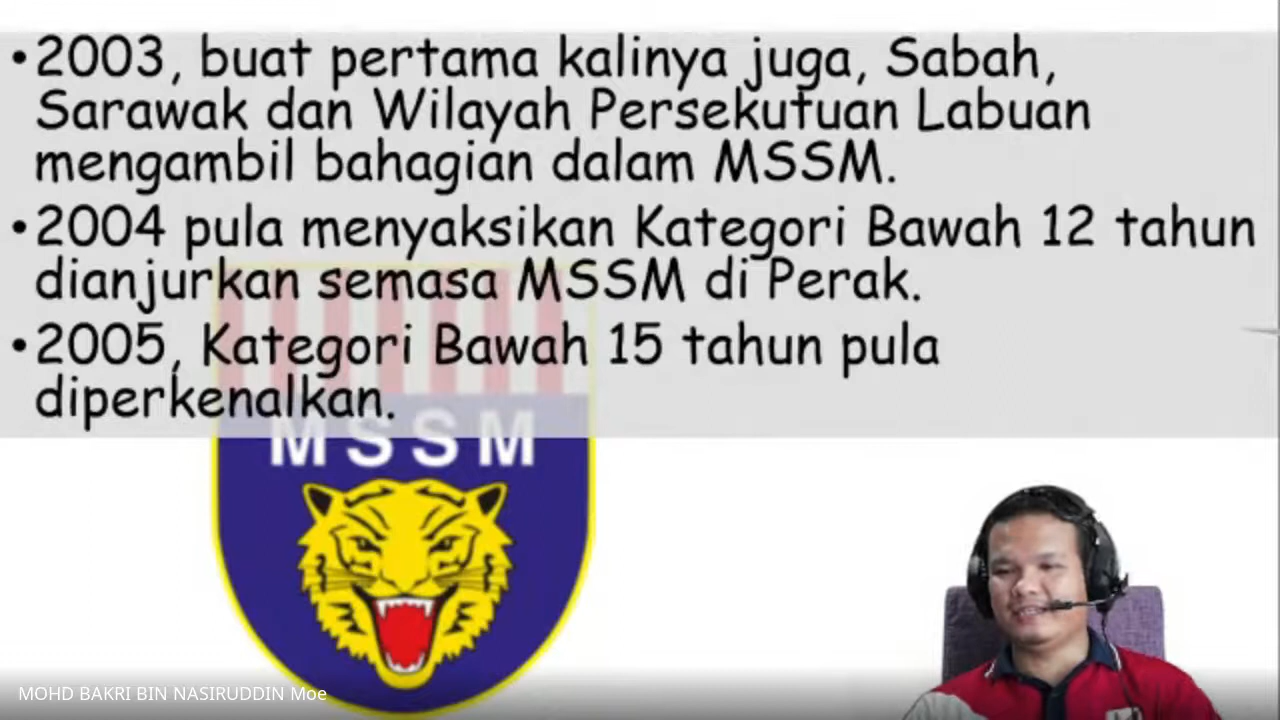 •2003, buat pertama kalinya juga, Sabah,
Sarawak dan Wilayah Persekutuan Labuan
mengambil bahagian dalam MSSM.
•2004 pula menyaksikan Kategori Bawah 12 tahun
dianjurkan semasa MSSM di Perak.
•2005, Kategori Bawah 15 tahun pula
diperkenalkan.
MSSM
MOHD BAKRI BIN NASIRUDDIN Moe